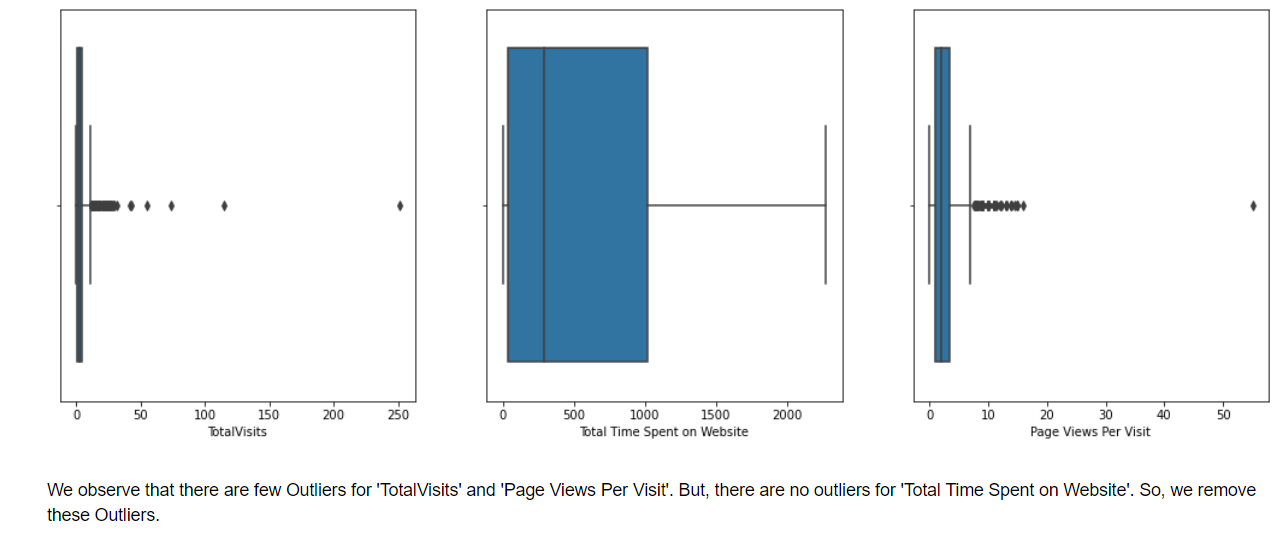 0 50 100 150 200 250
TotalVisits
0 500 1000 1500 2000
Total Time Spent on Website
0 10 20 30 40 50
Page Views Per Visit
We observe that there are few Outliers for 'TotalVisits' and 'Page Views Per Visit'. But, there are no outliers for 'Total Time Spent on Website'. So, we remove
these Outliers.